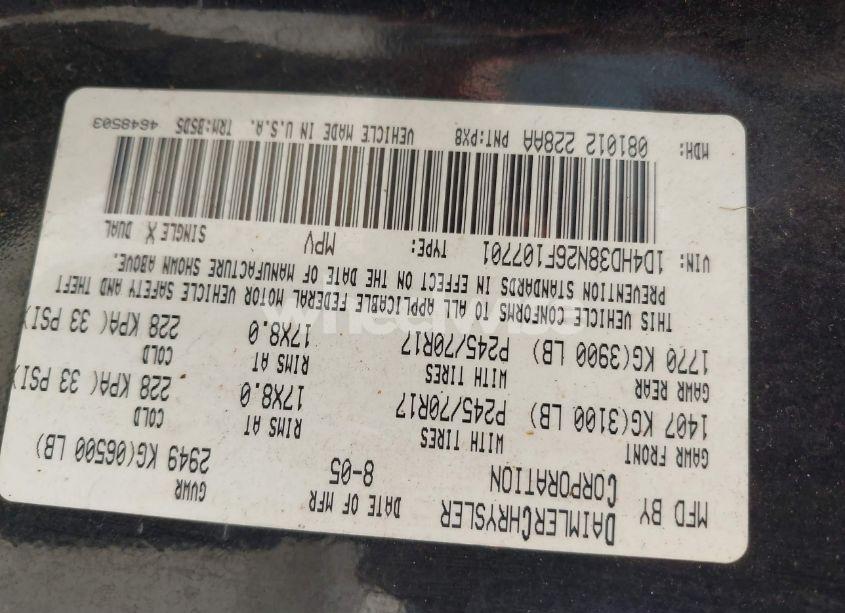 MFD BY DAIMLERCHRYSLER CORPORATION
DATE OF MFR 8-05
GVWR 2949 KG(06500 LB)
GAWR FRONT WITH TIRES RIMS AT COLD
1407 KG(3100 LB) P245/70R17 17X8.0 228 KPA( 33 PSI)
GAWR REAR WITH TIRES RIMS AT COLD
1770 KG(3900 LB) P245/70R17 17X8.0 228 KPA( 33 PSI)
THIS VEHICLE CONFORMS TO ALL APPLICABLE FEDERAL MOTOR VEHICLE SAFETY AND THEFT
PREVENTION STANDARDS IN EFFECT ON THE DATE OF MANUFACTURE SHOWN ABOVE.
VIN: 1D4HD38N26F107701 TYPE: MPV SINGLE X DUAL
MDH: 081012 228AA PNT:PX8 VEHICLE MADE IN U.S.A. TRM:BSDS 4648503